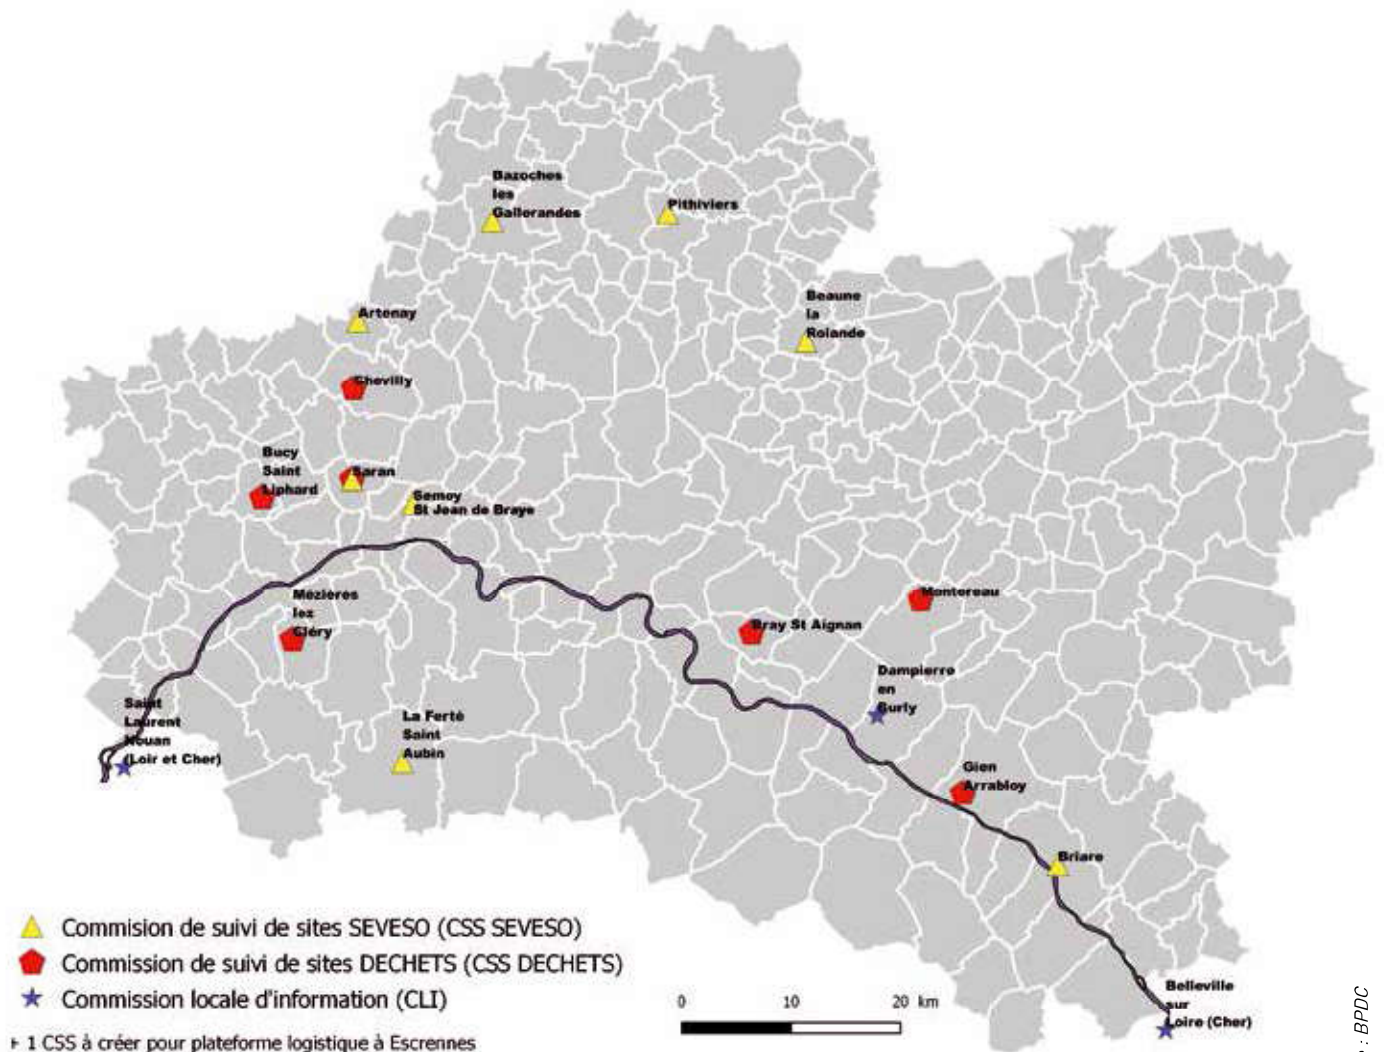 Bazoches
les
Gallerandes
Pithiviers
Artenay
Beaune
la
Rolande
Chevilly
Bucy
Saint
Liphard
Saran
Semoy
St Jean de Braye
Mézières
lez
Cléry
Montereau
Bray St Aignan
Dampierre
en
Burly
Saint
Laurent
Nouan
(Loir et Cher)
La Ferté
Saint
Aubin
Gien
Arrabloy
Briare
Belleville
sur
Loire (Cher)
Commision de suivi de sites SEVESO (CSS SEVESO)
Commission de suivi de sites DECHETS (CSS DECHETS)
Commission locale d'information (CLI)
+ 1 CSS à créer pour plateforme logistique à Escrennes
0 10 20 km
: BPDC